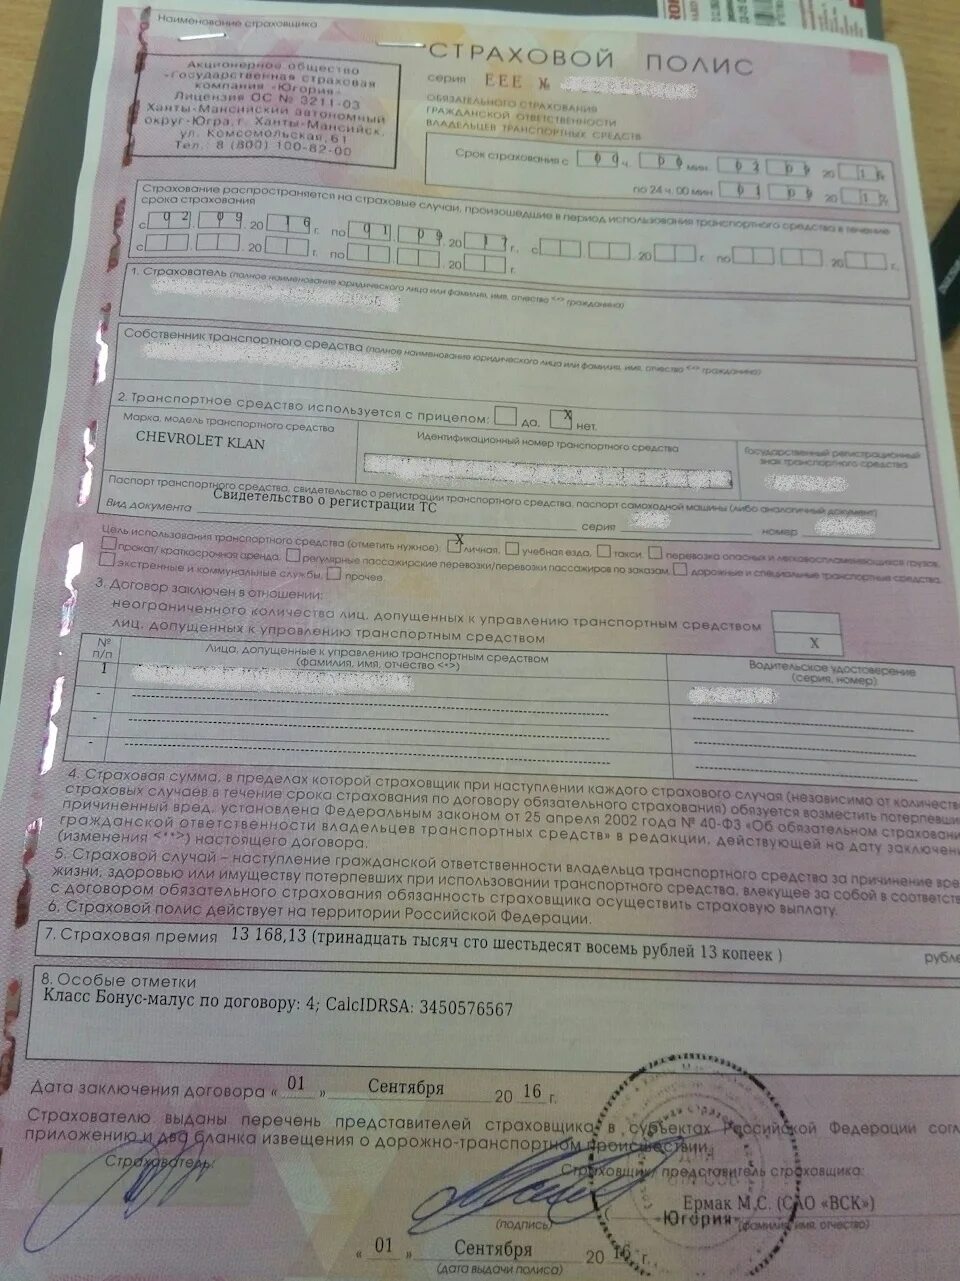 Наименование страховщика
Акционерное общество
«Государственная страховая
компания «Югория»
Лицензия ОС № 3211-03
Ханты-Мансийский автономный
округ-Югра, г. Ханты-Мансийск,
ул. Комсомольская, 61
Тел.: 8 (800) 100-82-00
СТРАХОВОЙ ПОЛИС
серия ЕЕЕ №
ОБЯЗАТЕЛЬНОГО СТРАХОВАНИЯ
ГРАЖДАНСКОЙ ОТВЕТСТВЕННОСТИ
ВЛАДЕЛЬЦЕВ ТРАНСПОРТНЫХ СРЕДСТВ
Срок страхования с 00 ч. 00 мин. 02 09 20
по 24 ч. 00 мин. 01 09 20
Страхование распространяется на страховые случаи, произошедшие в период использования транспортного средства в течение
срока страхования
с 02 09 20 16 г. по 01 09 20 17 г., с 20 г. по 20 г.,
с 20 г. по 20 г.
1. Страхователь (полное наименование юридического лица или фамилия, имя, отчество <*> гражданина)
Собственник транспортного средства (полное наименование юридического лица или фамилия, имя, отчество <*> гражданина)
2. Транспортное средство используется с прицепом: да, X нет.
Марка, модель транспортного средства
Идентификационный номер транспортного средства
Государственный регистрационный
знак транспортного средства
CHEVROLET KLAN
Паспорт транспортного средства, свидетельство о регистрации транспортного средства, паспорт самоходной машины (либо аналогичный документ)
Вид документа Свидетельство о регистрации ТС серия номер
Цель использования транспортного средства (отметить нужное): X личная, учебная езда, такси, перевозка опасных и легковоспламеняющихся грузов,
прокат/краткосрочная аренда, регулярные пассажирские перевозки/перевозки пассажиров по заказам, дорожные и специальные транспортные средства,
экстренные и коммунальные службы, прочее.
3. Договор заключен в отношении:
неограниченного количества лиц, допущенных к управлению транспортным средством
лиц, допущенных к управлению транспортным средством X
№
п/п
Лица, допущенные к управлению транспортным средством
(фамилия, имя, отчество <*>)
Водительское удостоверение
(серия, номер)
1
-
-
-
4. Страховая сумма, в пределах которой страховщик при наступлении каждого страхового случая (независимо от количеств
страховых случаев в течение срока страхования по договору обязательного страхования) обязуется возместить потерпевши
причиненный вред, установлена Федеральным законом от 25 апреля 2002 года № 40-ФЗ «Об обязательном страховани
гражданской ответственности владельцев транспортных средств» в редакции, действующей на дату заключени
(изменения <**>) настоящего договора.
5. Страховой случай – наступление гражданской ответственности владельца транспортного средства за причинение вре
жизни, здоровью или имуществу потерпевших при использовании транспортного средства, влекущее за собой в соответств
с договором обязательного страхования обязанность страховщика осуществить страховую выплату.
6. Страховой полис действует на территории Российской Федерации.
7. Страховая премия 13 168,13 (тринадцать тысяч сто шестьдесят восемь рублей 13 копеек ) рубле
8. Особые отметки
Класс Бонус-малус по договору: 4; CalcIDRSA: 3450576567
Дата заключения договора « 01 » Сентября 20 16 г.
Страхователю выданы перечень представителей страховщика в субъектах Российской Федерации согл
приложению и два бланка извещения о дорожно-транспортном происшествии.
Страхователь:
Страховщик/ представитель страховщика:
Ермак М.С. (САО «ВСК»)
«Югория»
(подпись)
(фамилия, имя, отчество)
« 01 » Сентября 20 16 г.
(дата выдачи полиса)